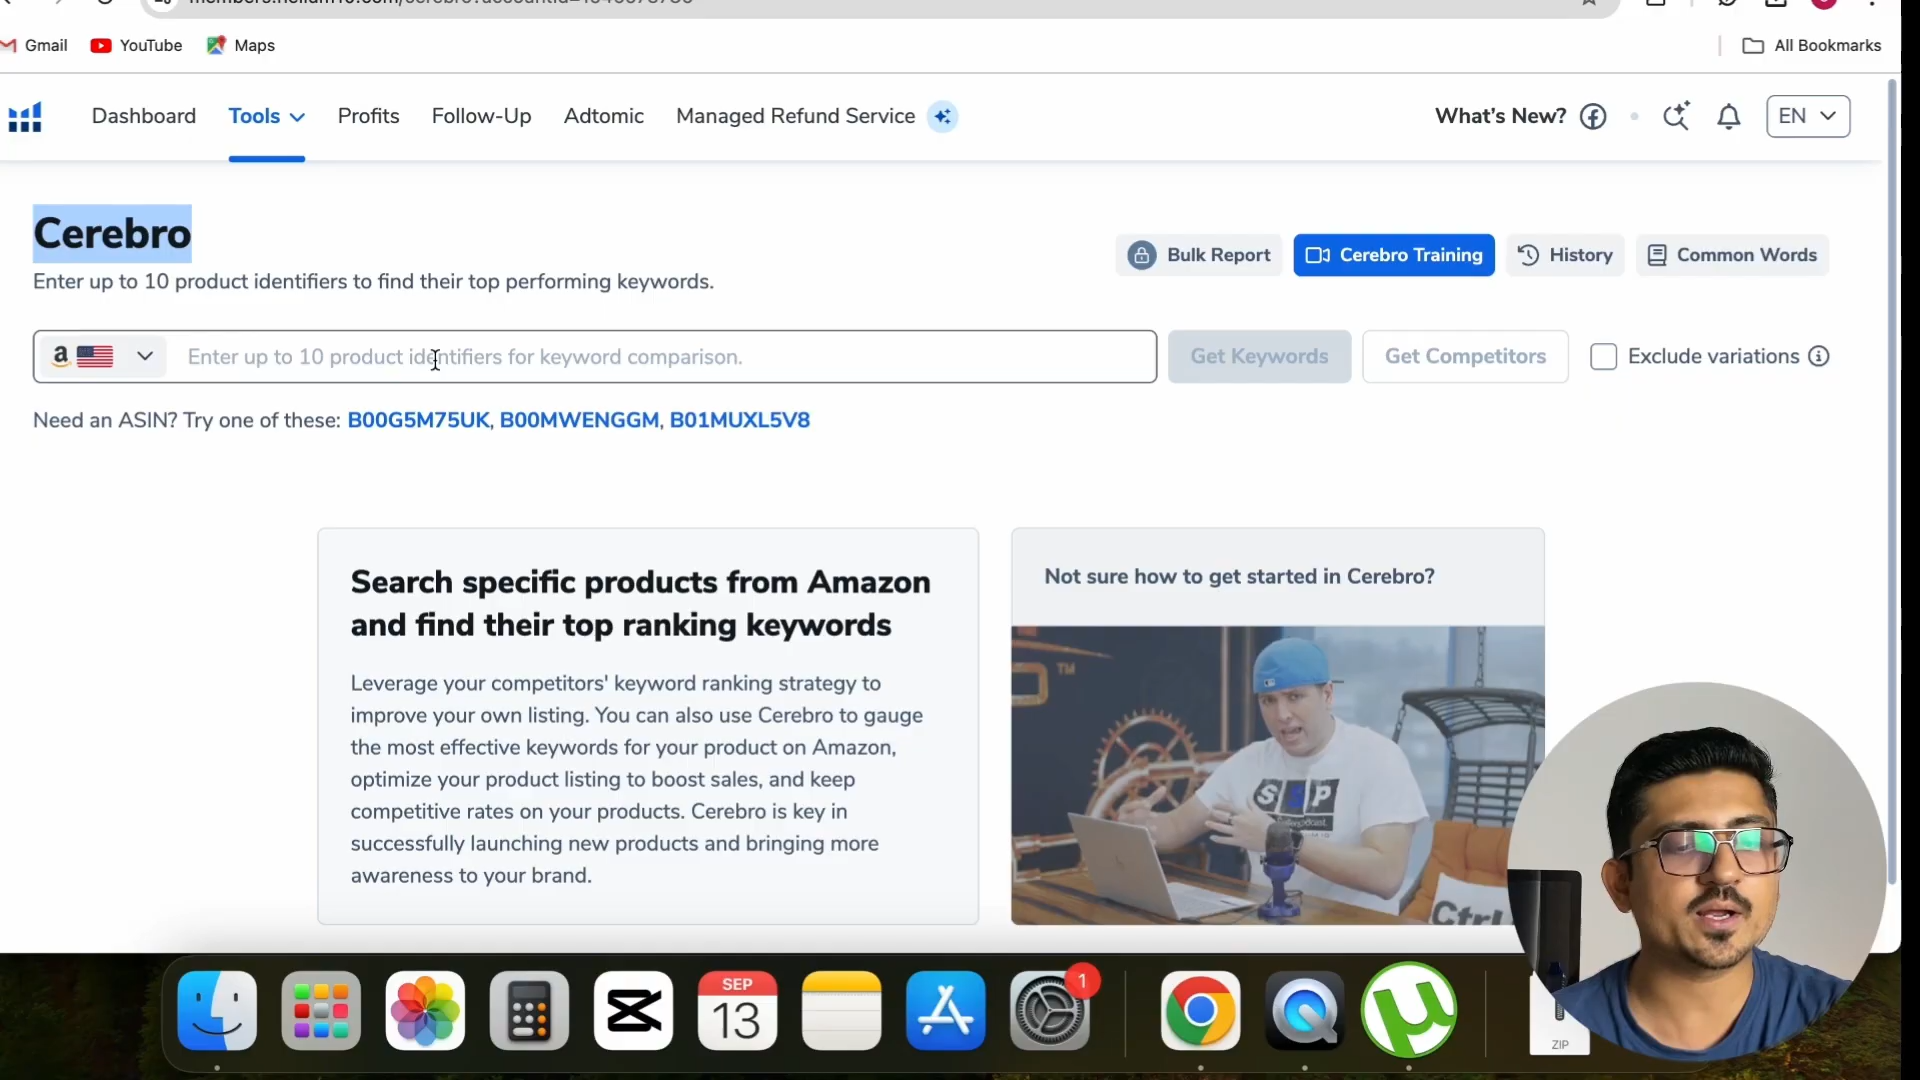 Gmail
YouTube
Maps
All Bookmarks
Dashboard
Tools
Profits
Follow-Up
Adtomic
Managed Refund Service
What's New?
EN
Cerebro
Enter up to 10 product identifiers to find their top performing keywords.
Bulk Report
Cerebro Training
History
Common Words
a
Enter up to 10 product identifiers for keyword comparison.
Get Keywords
Get Competitors
Exclude variations
Need an ASIN? Try one of these: B00G5M75UK, B00MWENGGM, B01MUXL5V8
Search specific products from Amazon
and find their top ranking keywords
Leverage your competitors' keyword ranking strategy to
improve your own listing. You can also use Cerebro to gauge
the most effective keywords for your product on Amazon,
optimize your product listing to boost sales, and keep
competitive rates on your products. Cerebro is key in
successfully launching new products and bringing more
awareness to your brand.
Not sure how to get started in Cerebro?
TM
SSP
Ctrl
SEP
13
1
ZIP